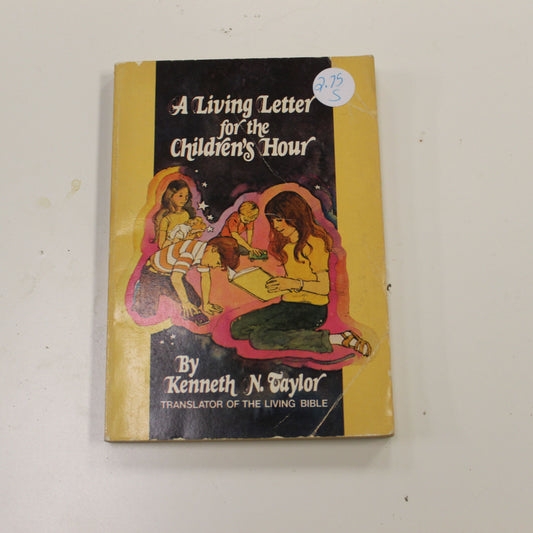 2.75
S
A Living Letter
for the
Children's Hour
By
Kenneth N. Taylor
TRANSLATOR OF THE LIVING BIBLE